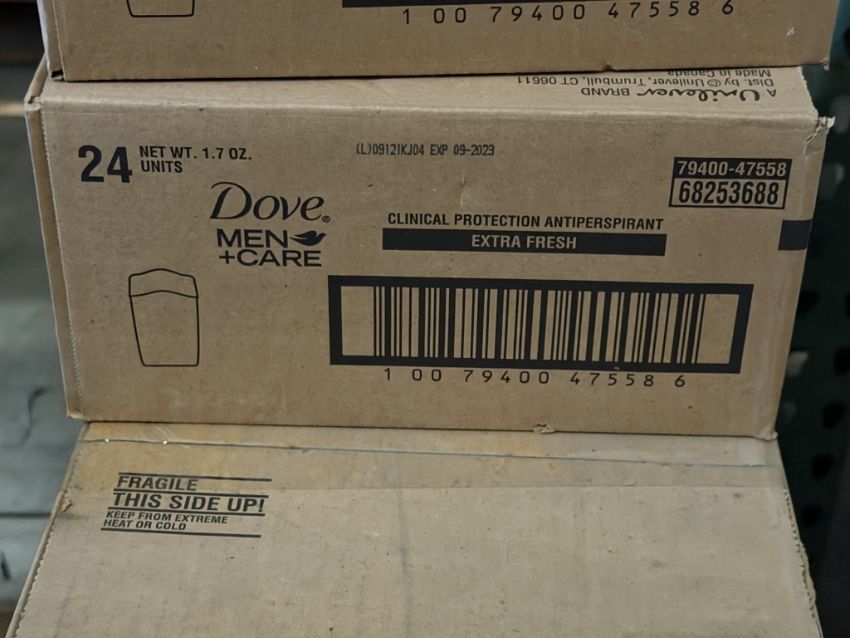 1 00 79400 47558 6
A Unilever BRAND
Dist. by © Unilever, Trumbull, CT 06611
Made in Canada
24 NET WT. 1.7 OZ.
UNITS
(L)09121KJ04 EXP 09-2023
79400-47558
68253688
Dove®
MEN
+CARE
CLINICAL PROTECTION ANTIPERSPIRANT
EXTRA FRESH
1 00 79400 47558 6
FRAGILE
THIS SIDE UP!
KEEP FROM EXTREME
HEAT OR COLD